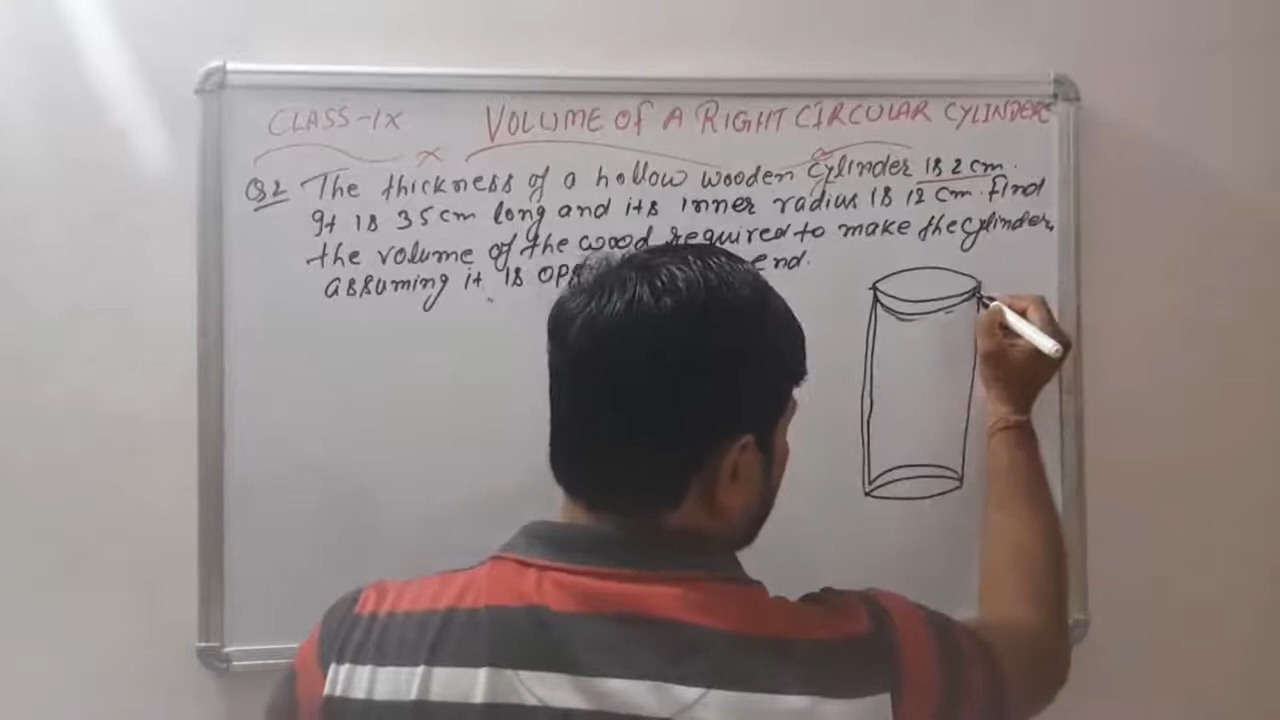 CLASS-IX VOLUME OF A RIGHT CIRCULAR CYLINDERS
Q2 The thickness of a hollow wooden cylinder is 2 cm.
It is 35 cm long and its inner radius is 12 cm. Find
the volume of the wood required to make the cylinder,
assuming it is end.